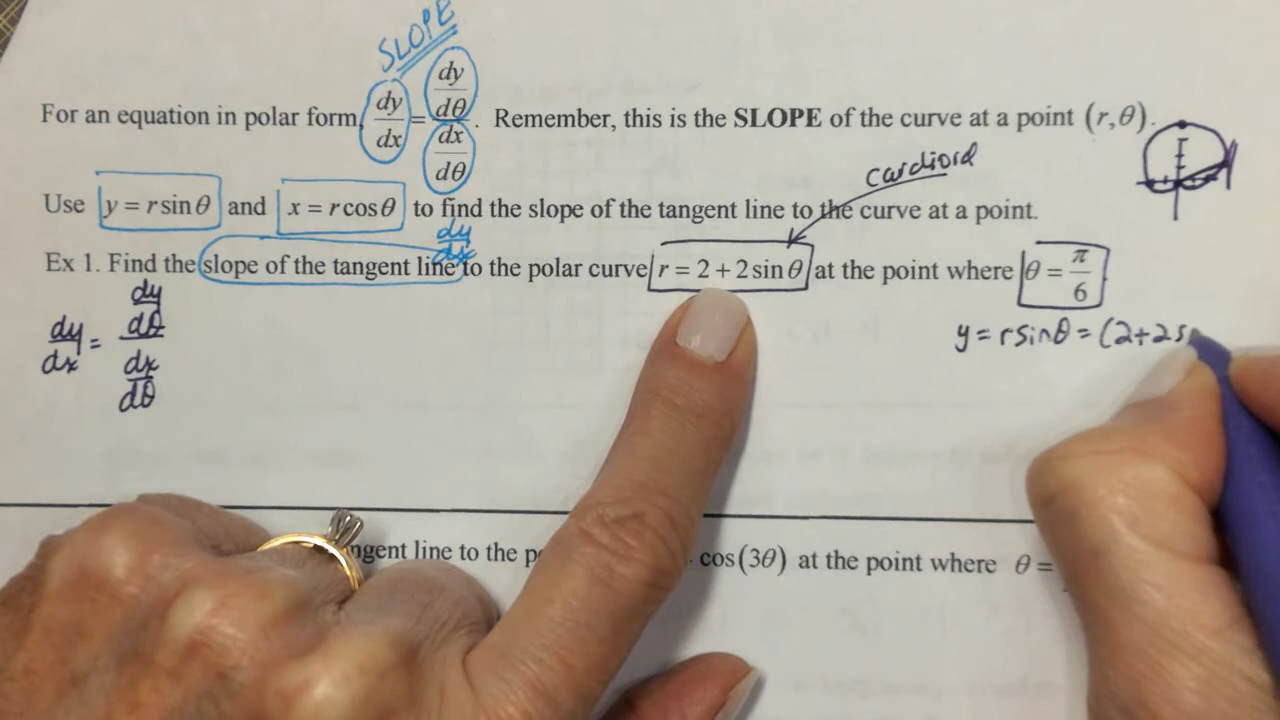 SLOPE
For an equation in polar form, dy/dx = (dy/dθ)/(dx/dθ). Remember, this is the SLOPE of the curve at a point (r,θ).
cardioid
Use y = r sin θ and x = r cos θ to find the slope of the tangent line to the curve at a point.
dy/dx
Ex 1. Find the slope of the tangent line to the polar curve r = 2 + 2 sin θ at the point where θ = π/6
dy/dx = (dy/dθ)/(dx/dθ)
y = r sin θ = (2+2s
ngent line to the p cos(3θ) at the point where θ =